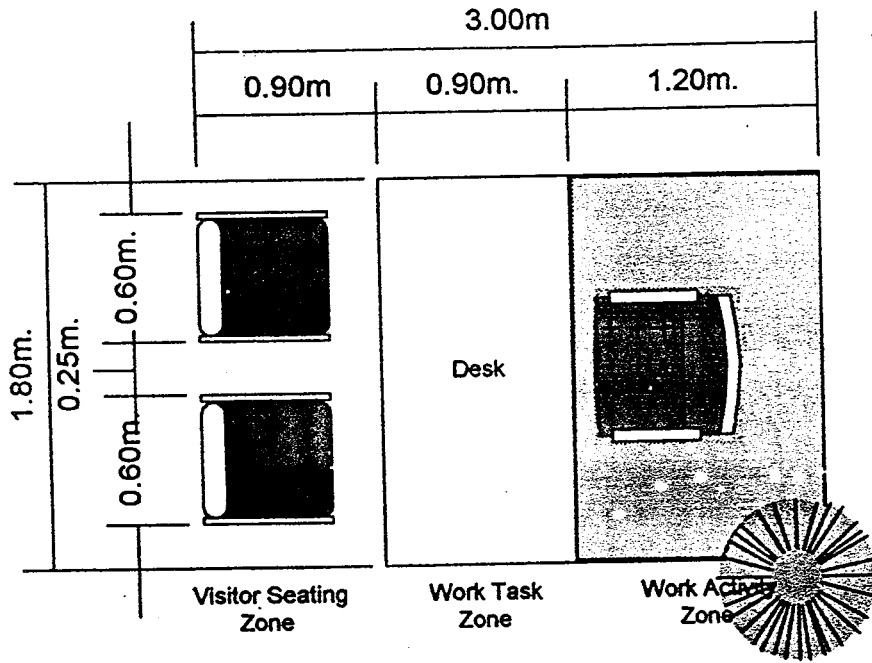 3.00m
0.90m
0.90m.
1.20m.
1.80m.
0.25m.
0.60m.
0.60m.
Desk
Visitor Seating
Zone
Work Task
Zone
Work Activity
Zone